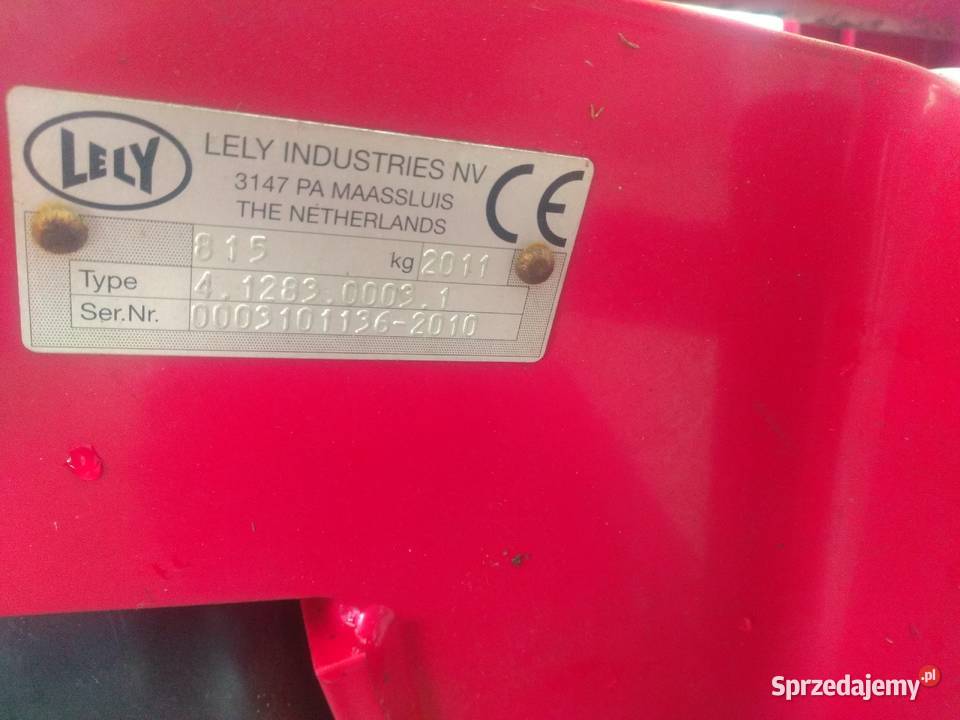 LELY
LELY INDUSTRIES NV
3147 PA MAASSLUIS
THE NETHERLANDS
CE
815 kg 2011
Type 4.1283.0003.1
Ser.Nr. 0003101136-2010
Sprzedajemy.pl